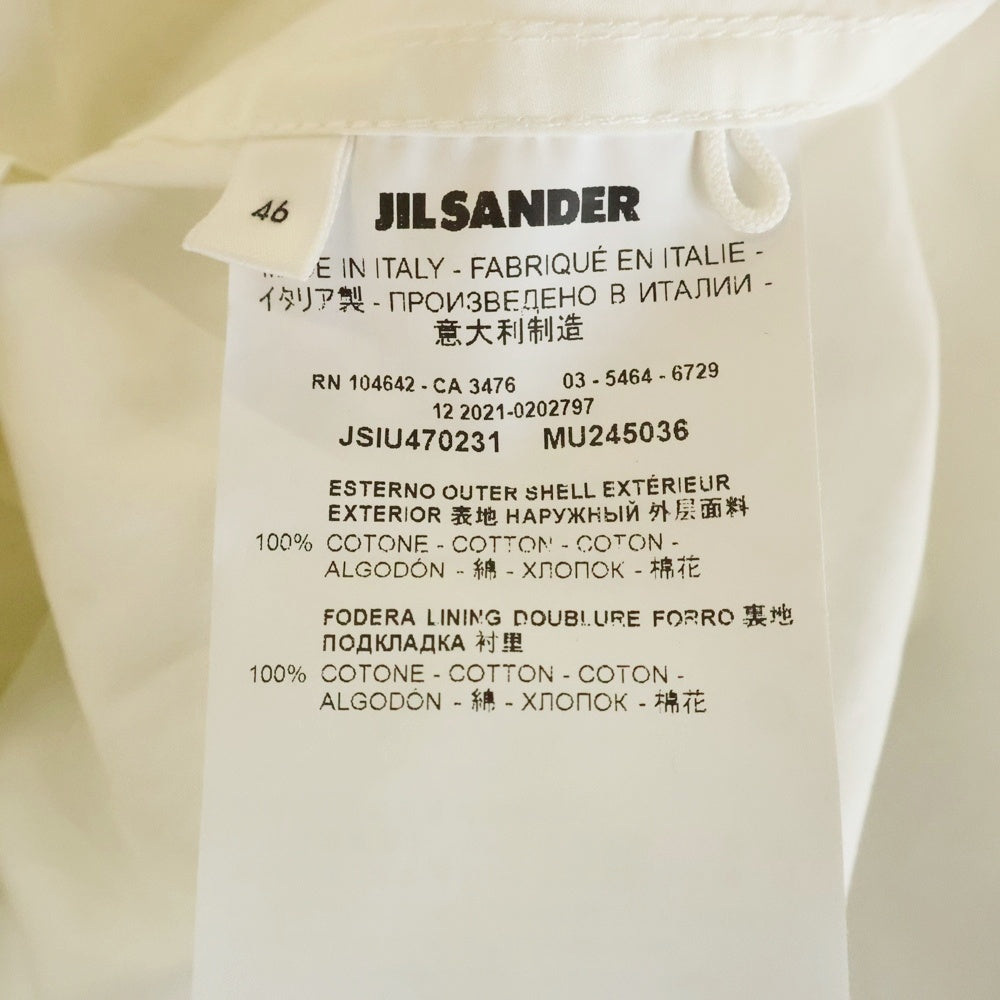 46
JIL SANDER
IN ITALY - FABRIQUÉ EN ITALIE -
イタリア製 - ПРОИЗВЕДЕНО В ИТАЛИИ -
意大利制造
RN 104642 - CA 3476 03 - 5464 - 6729
12 2021-0202797
JSIU470231 MU245036
ESTERNO OUTER SHELL EXTÉRIEUR
EXTERIOR 表地 НАРУЖНЫЙ 外层面料
100% COTONE - COTTON - COTON -
ALGODÓN - 綿 - ХЛОПОК - 棉花
FODERA LINING DOUBLURE FORRO 裏地
ПОДКЛАДКА 衬里
100% COTONE - COTTON - COTON -
ALGODÓN - 綿 - ХЛОПОК - 棉花